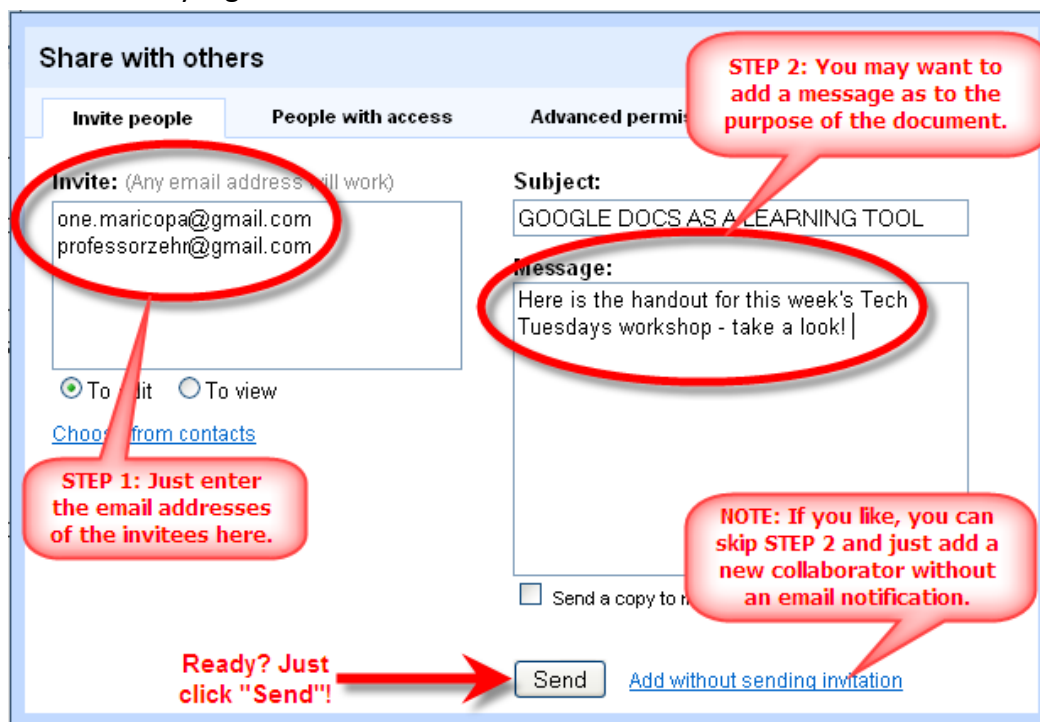 Share with others
STEP 2: You may want to
add a message as to the
purpose of the document.
Invite people
People with access
Advanced
Invite: (Any email address will work)
one.maricopa@gmail.com
professorzehr@gmail.com
To edit
To view
Choose from contacts
STEP 1: Just enter
the email addresses
of the invitees here.
Subject:
GOOGLE DOCS AS A LEARNING TOOL
Message:
Here is the handout for this week's Tech
Tuesdays workshop - take a look!
NOTE: If you like, you can
skip STEP 2 and just add a
new collaborator without
an email notification.
Send a copy to
Ready? Just
click "Send"!
Send
Add without sending invitation